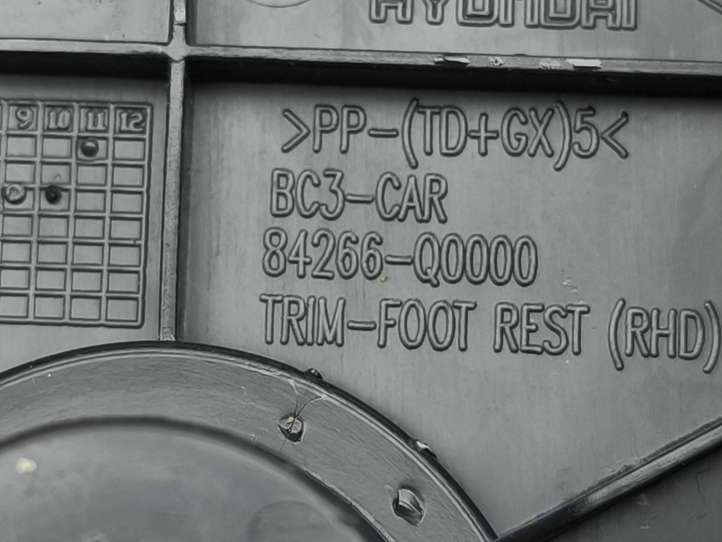 HYUNDAI
9 10 11 12
>PP-(TD+GX)5<
BC3-CAR
84266-Q0000
TRIM-FOOT REST (RHD)